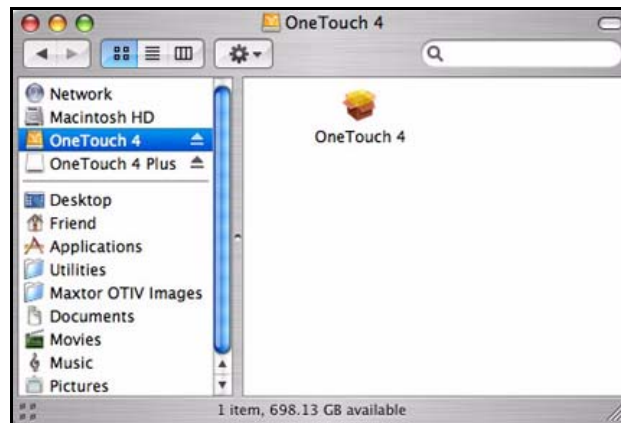 OneTouch 4
Network
Macintosh HD
OneTouch 4
OneTouch 4 Plus
Desktop
Friend
Applications
Utilities
Maxtor OTIV Images
Documents
Movies
Music
Pictures
OneTouch 4
1 item, 698.13 GB available